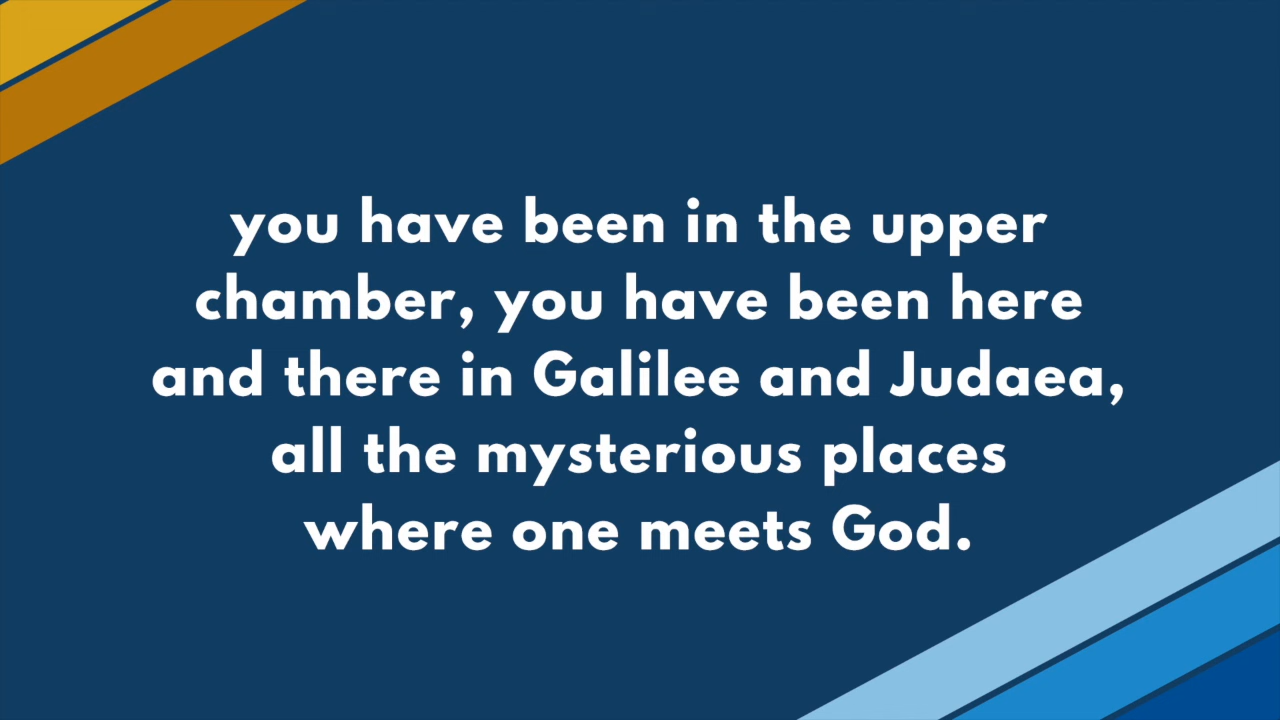 you have been in the upper
chamber, you have been here
and there in Galilee and Judaea,
all the mysterious places
where one meets God.